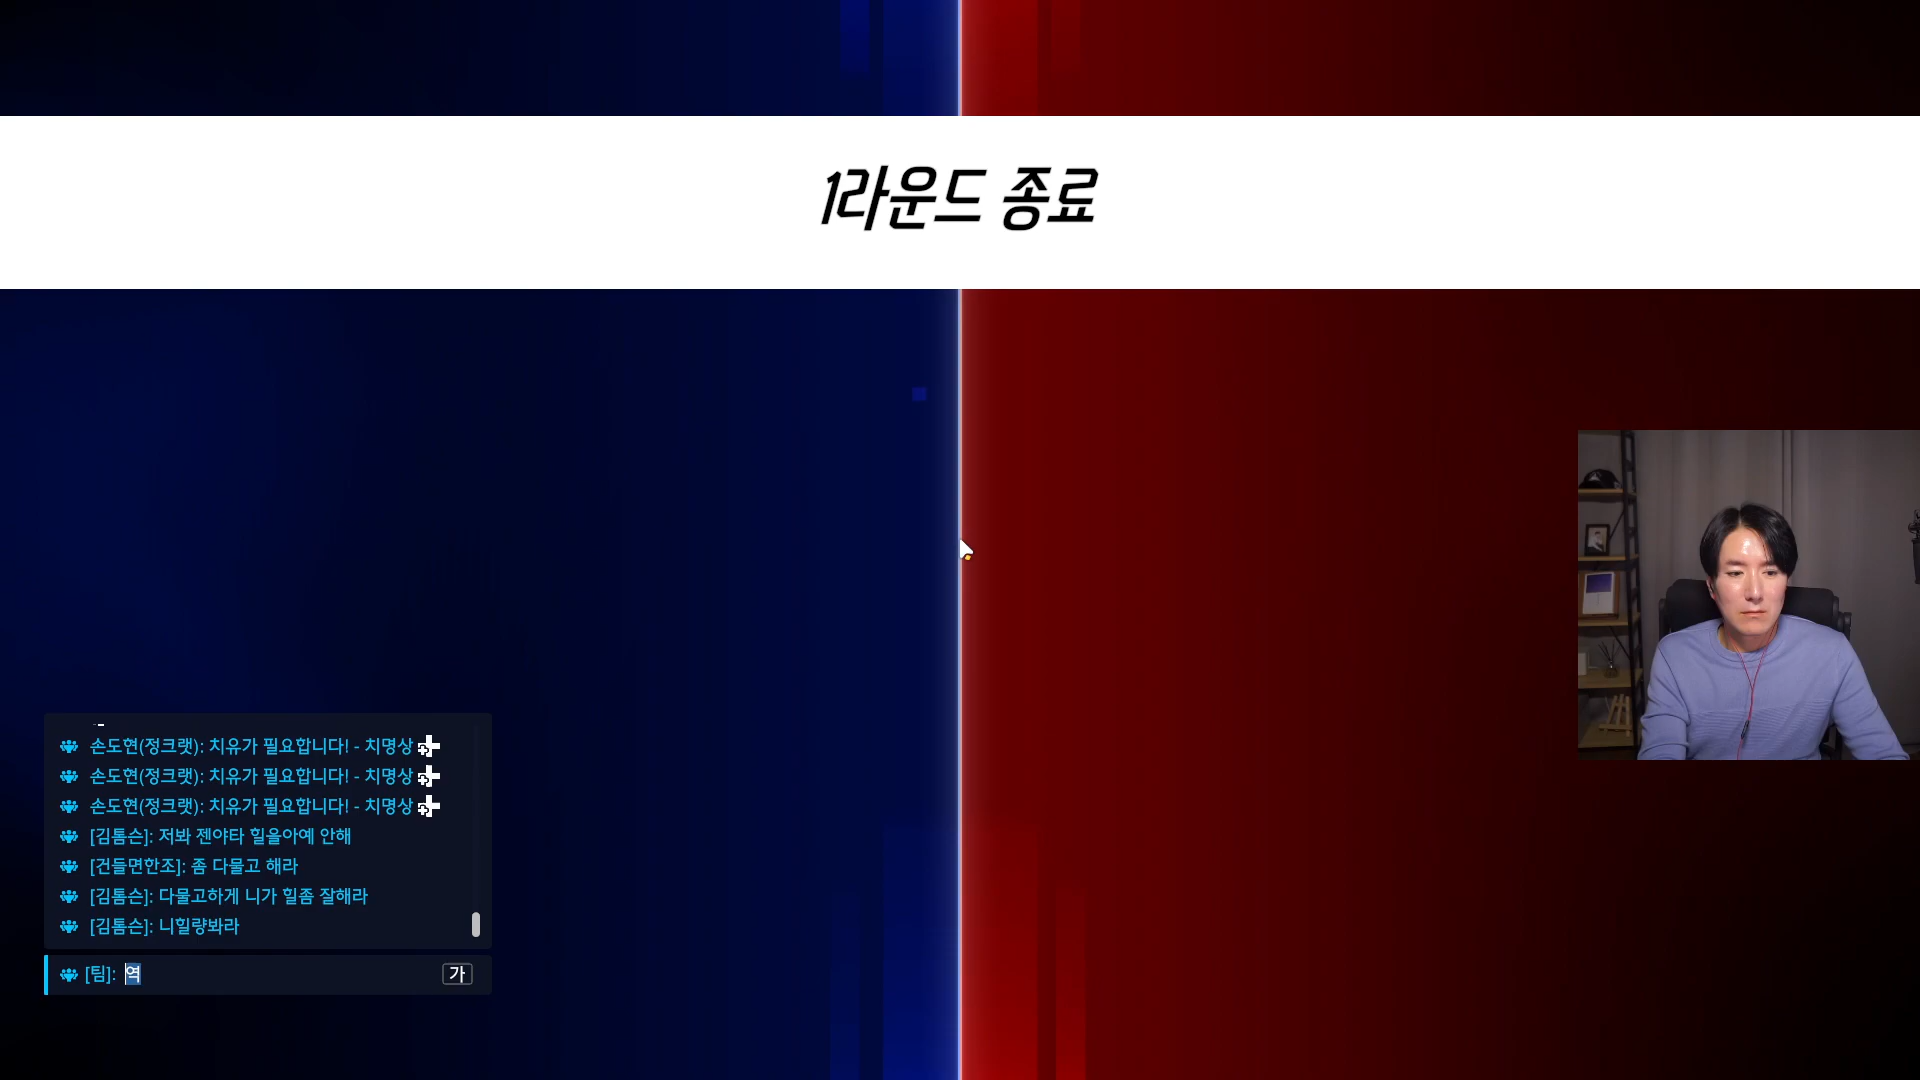 1라운드 종료
손도현(정크랫): 치유가 필요합니다! - 치명상
손도현(정크랫): 치유가 필요합니다! - 치명상
손도현(정크랫): 치유가 필요합니다! - 치명상
[김톰슨]: 저봐 젠야타 힐을아예 안해
[건들면한조]: 좀 다물고 해라
[김톰슨]: 다물고하게 니가 힐좀 잘해라
[김톰슨]: 니힐량봐라
[팀]: 역
가